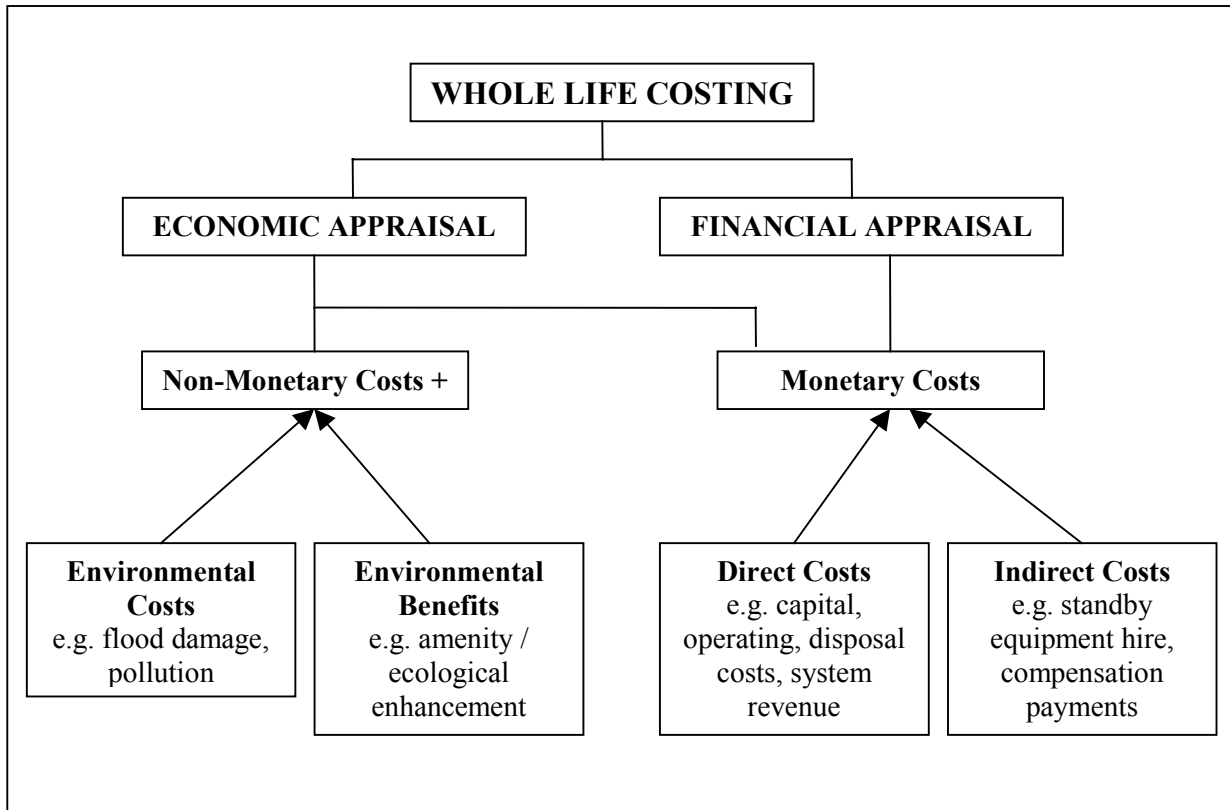 WHOLE LIFE COSTING
ECONOMIC APPRAISAL
FINANCIAL APPRAISAL
Non-Monetary Costs +
Monetary Costs
Environmental
Costs
e.g. flood damage,
pollution
Environmental
Benefits
e.g. amenity /
ecological
enhancement
Direct Costs
e.g. capital,
operating, disposal
costs, system
revenue
Indirect Costs
e.g. standby
equipment hire,
compensation
payments